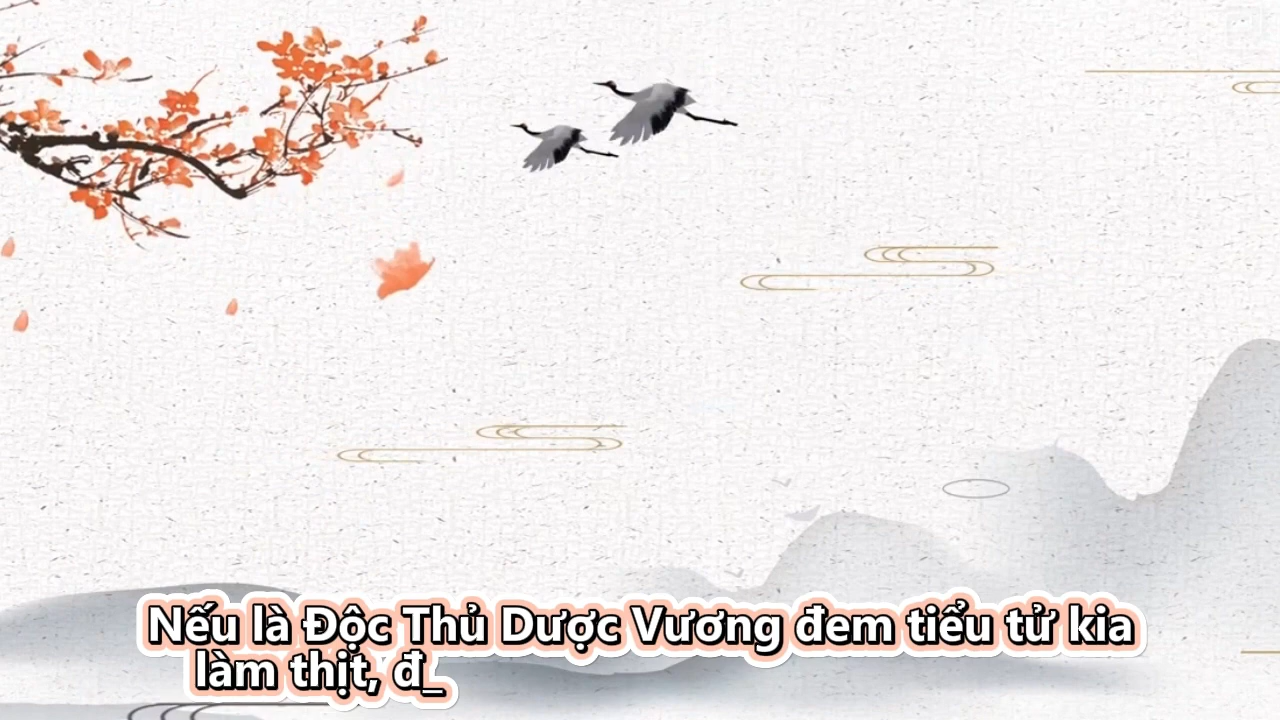 Nếu là Độc Thủ Dược Vương đem tiểu tử kia
làm thịt, đ_